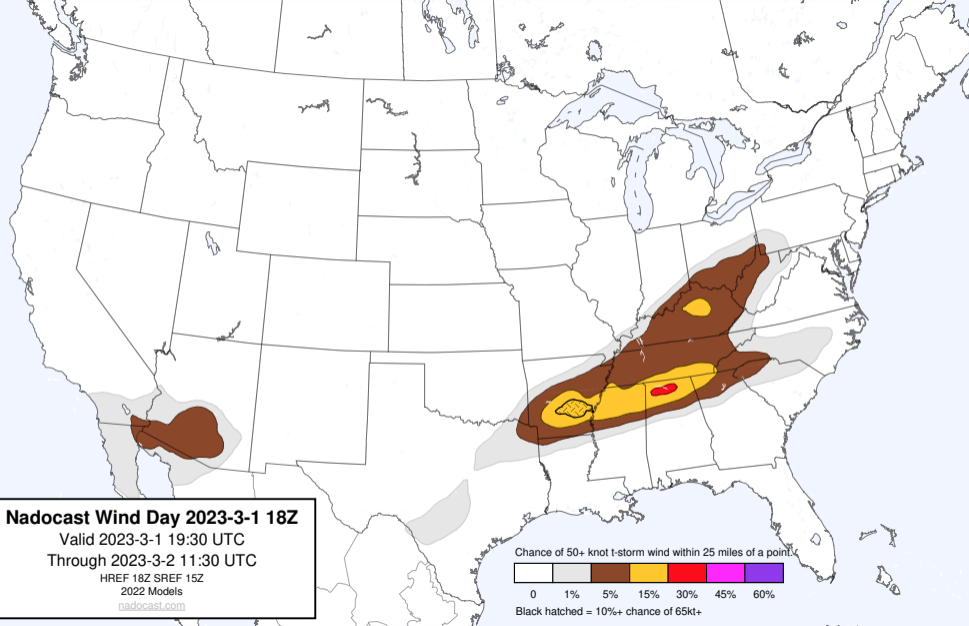 Nadocast Wind Day 2023-3-1 18Z
Valid 2023-3-1 19:30 UTC
Through 2023-3-2 11:30 UTC
HREF 18Z SREF 15Z
2022 Models
nadocast.com
Chance of 50+ knot t-storm wind within 25 miles of a point.
0 1% 5% 15% 30% 45% 60%
Black hatched = 10%+ chance of 65kt+